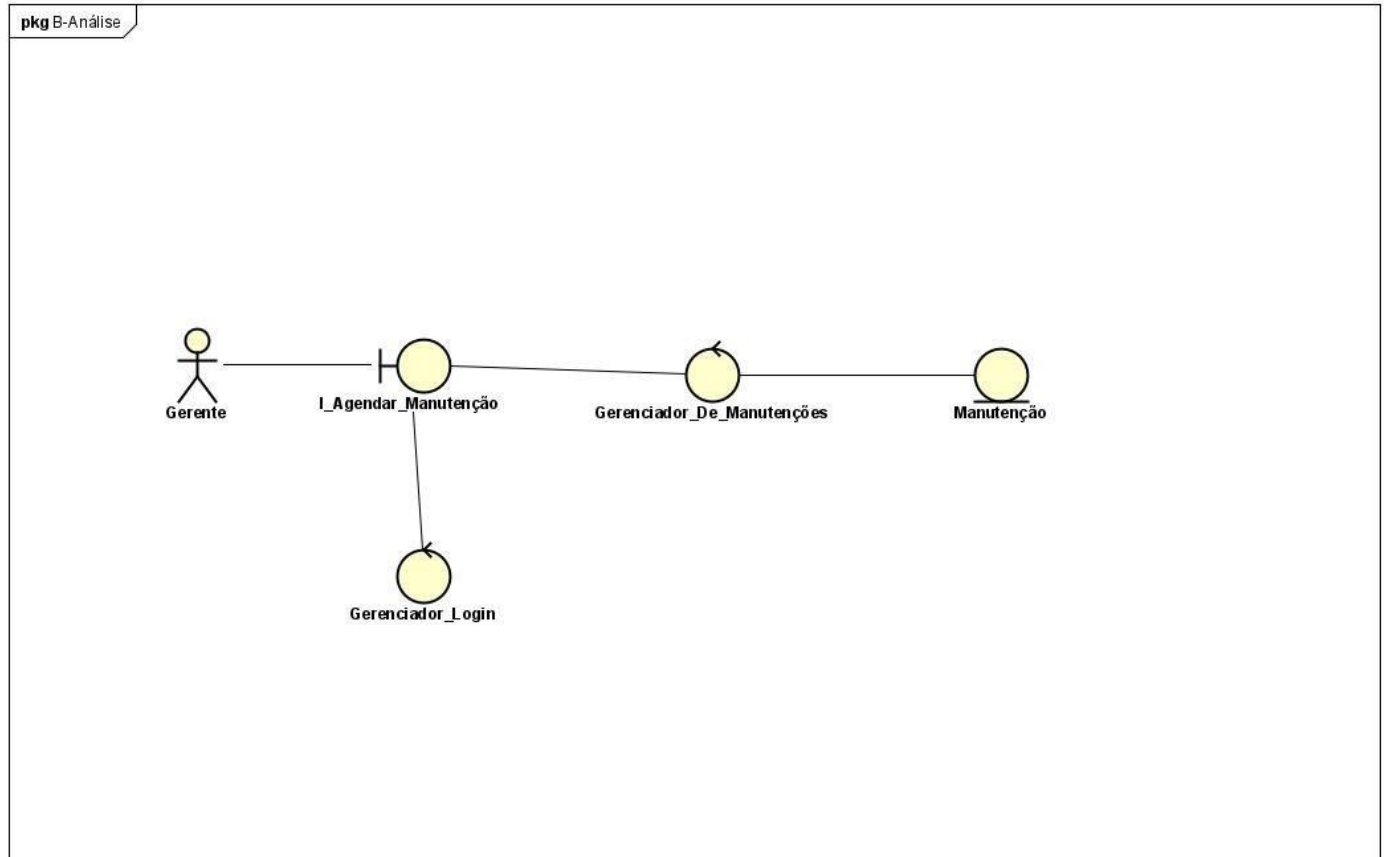 pkg B-Análise
Gerente
I_Agendar_Manutenção
Gerenciador_De_Manutenções
Manutenção
Gerenciador_Login